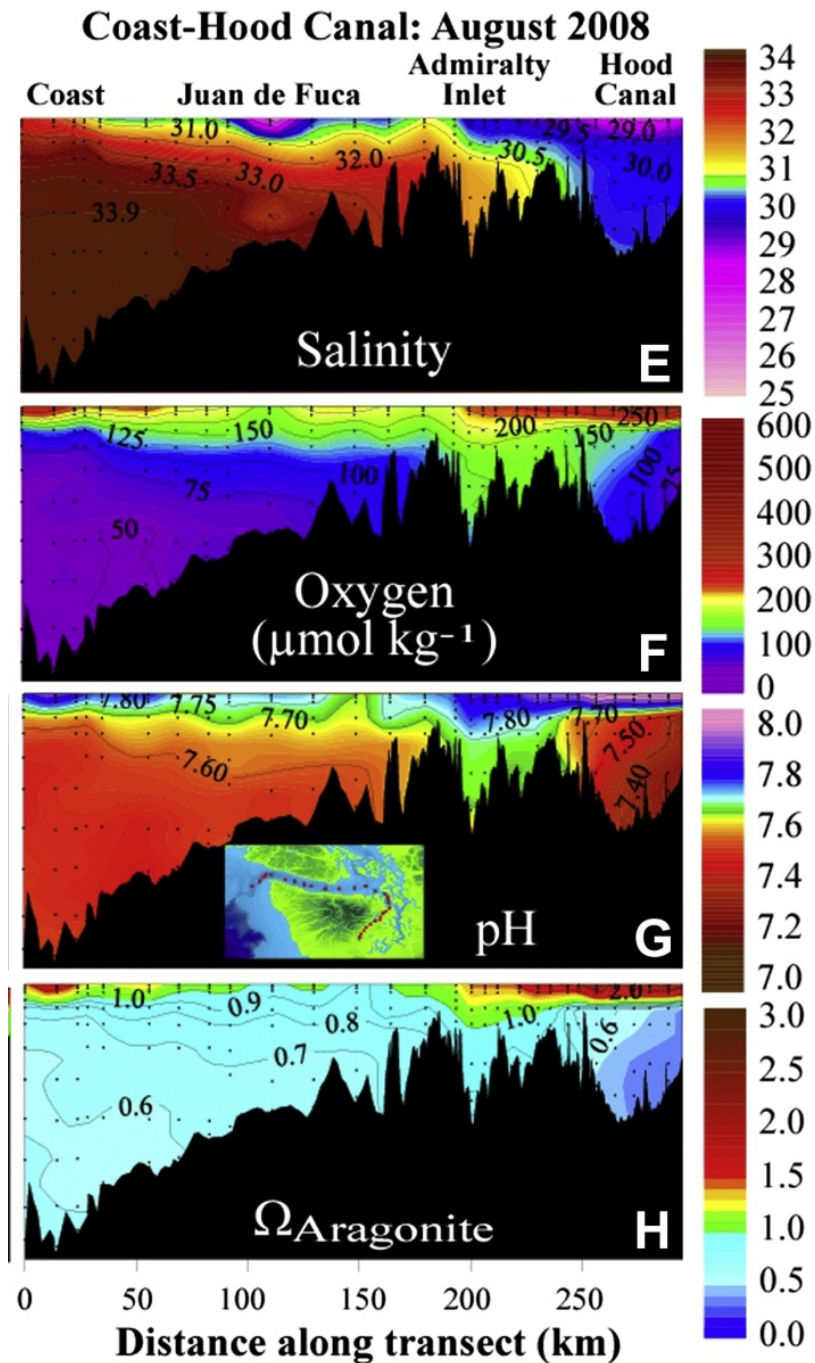 Coast-Hood Canal: August 2008
Coast Juan de Fuca Admiralty Inlet Hood Canal
31.0 29.5 29.0
33.5 33.0 32.0 30.5 30.0
33.9
Salinity E
34
33
32
31
30
29
28
27
26
25
125 150 200 150 250
75 100 100 75
50
Oxygen
(μmol kg⁻¹) F
600
500
400
300
200
100
0
7.80 7.75 7.70 7.80 7.70
7.60 7.50
7.40
pH G
8.0
7.8
7.6
7.4
7.2
7.0
1.0 0.9 0.8 1.0 0.6 2.0
0.7
0.6
ΩAragonite H
3.0
2.5
2.0
1.5
1.0
0.5
0.0
0 50 100 150 200 250
Distance along transect (km)